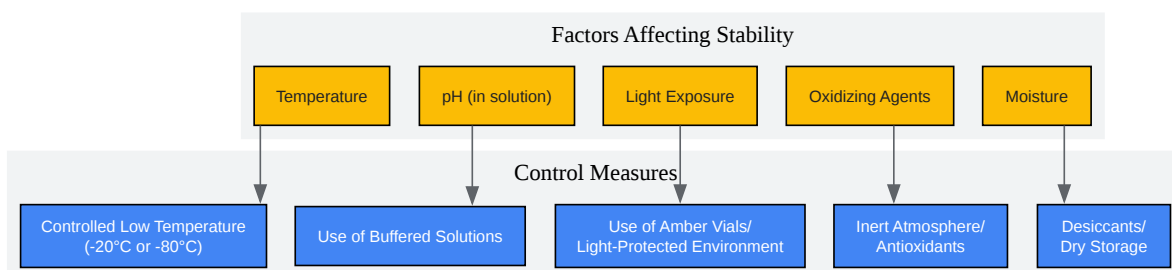 Factors Affecting Stability
Temperature
pH (in solution)
Light Exposure
Oxidizing Agents
Moisture
Control Measures
Controlled Low Temperature
(-20°C or -80°C)
Use of Buffered Solutions
Use of Amber Vials/
Light-Protected Environment
Inert Atmosphere/
Antioxidants
Desiccants/
Dry Storage